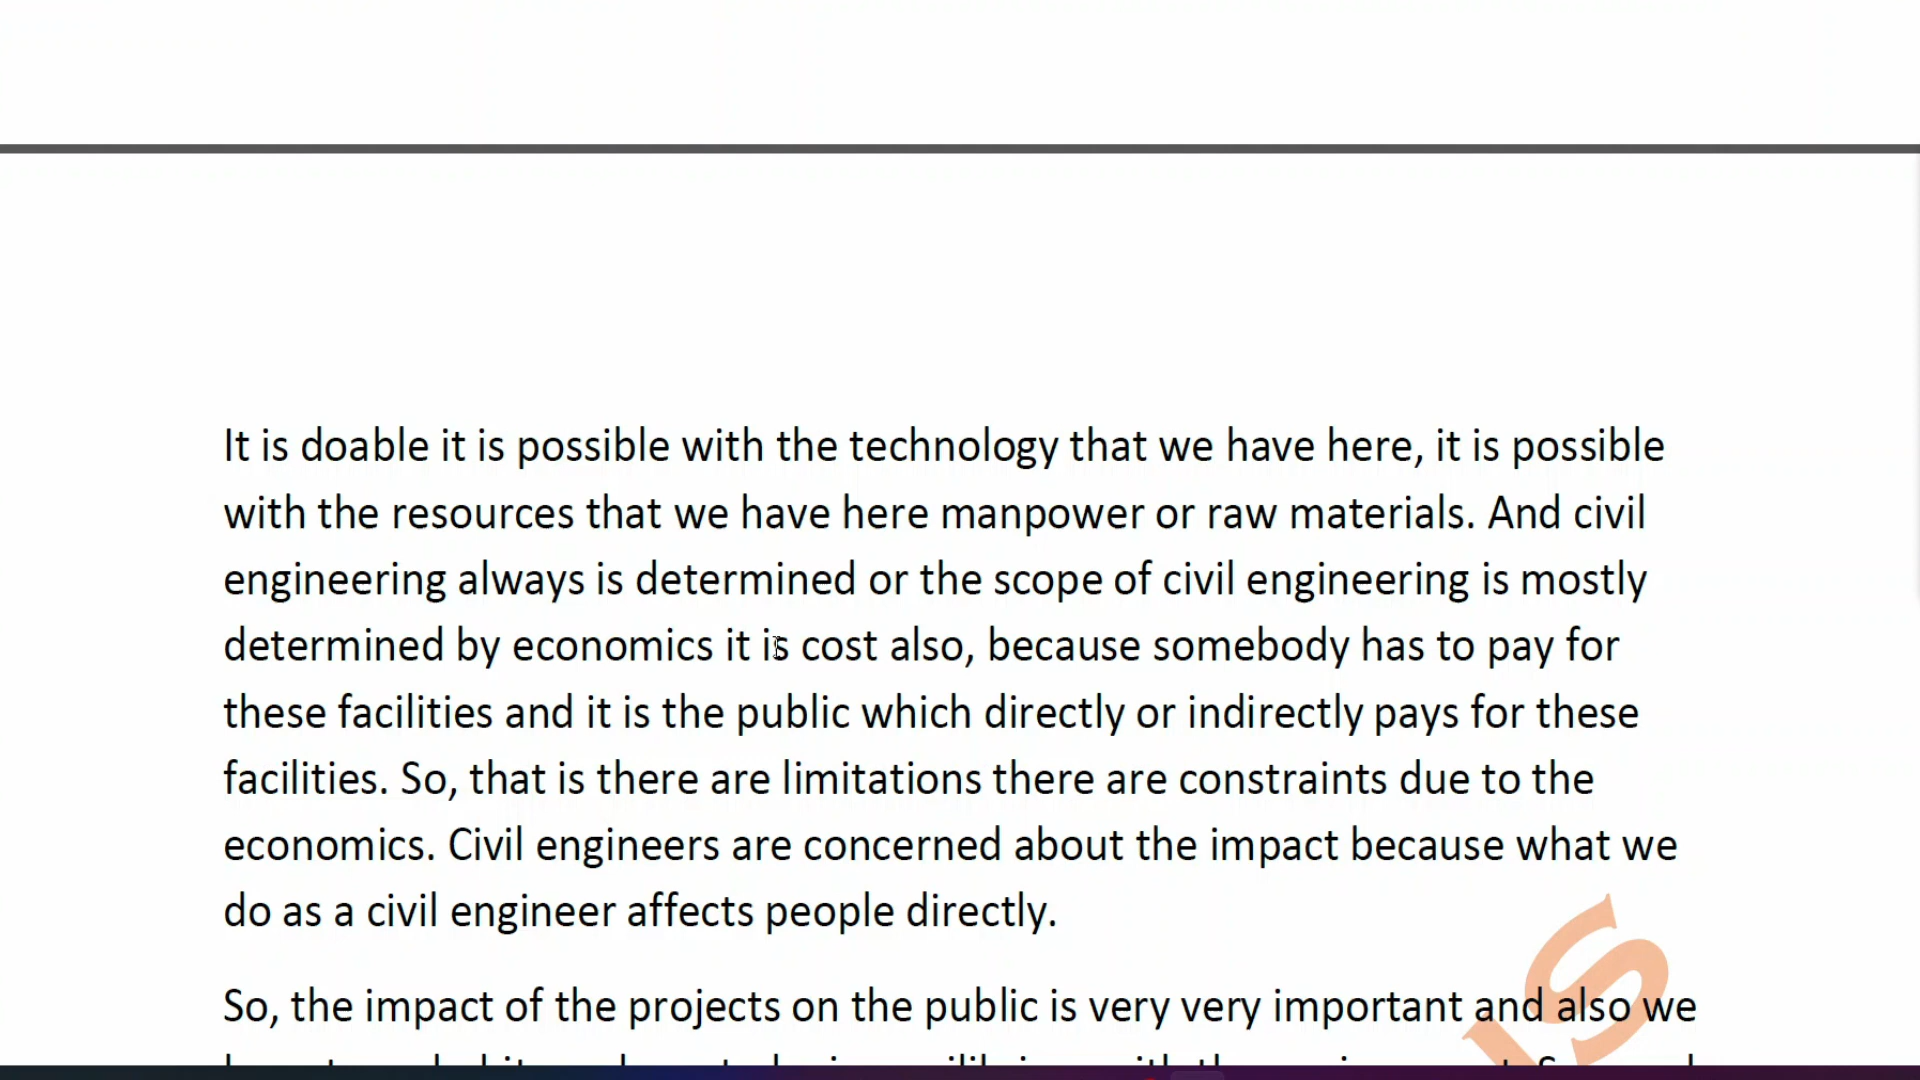 It is doable it is possible with the technology that we have here, it is possible
with the resources that we have here manpower or raw materials. And civil
engineering always is determined or the scope of civil engineering is mostly
determined by economics it is cost also, because somebody has to pay for
these facilities and it is the public which directly or indirectly pays for these
facilities. So, that is there are limitations there are constraints due to the
economics. Civil engineers are concerned about the impact because what we
do as a civil engineer affects people directly.
So, the impact of the projects on the public is very very important and also we